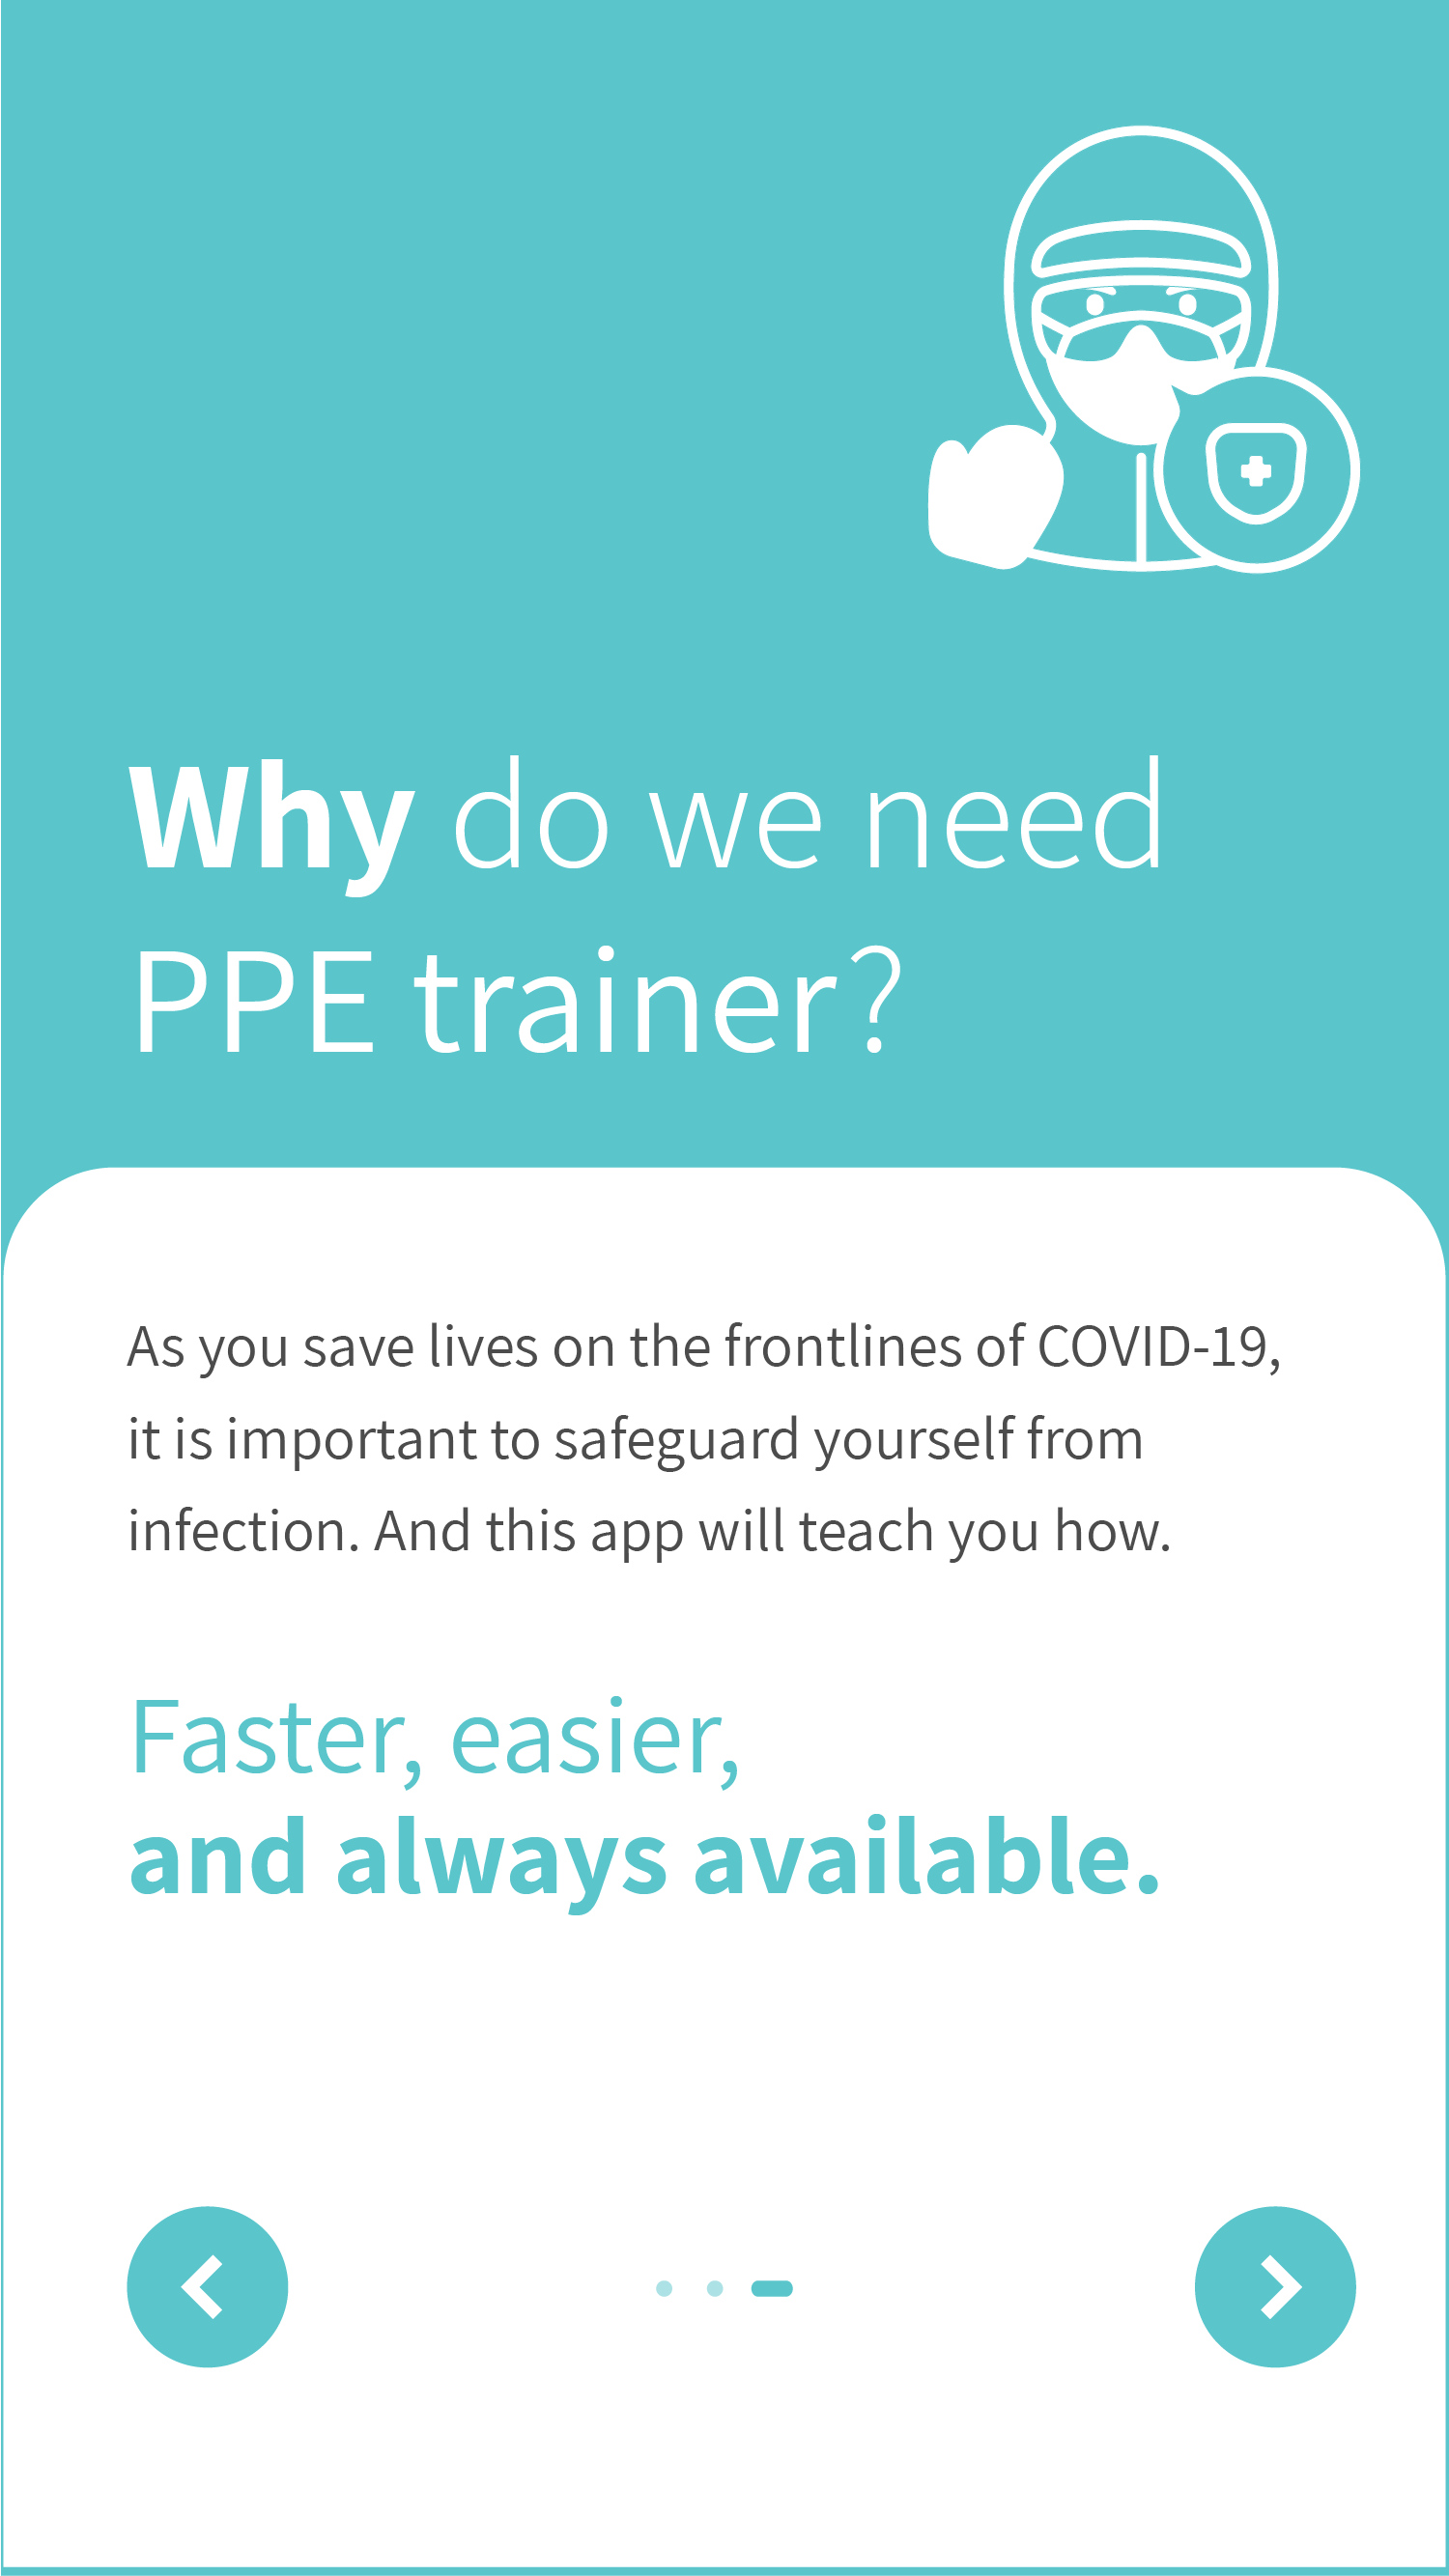 Why do we need
PPE trainer?
As you save lives on the frontlines of COVID-19,
it is important to safeguard yourself from
infection. And this app will teach you how.
Faster, easier,
and always available.